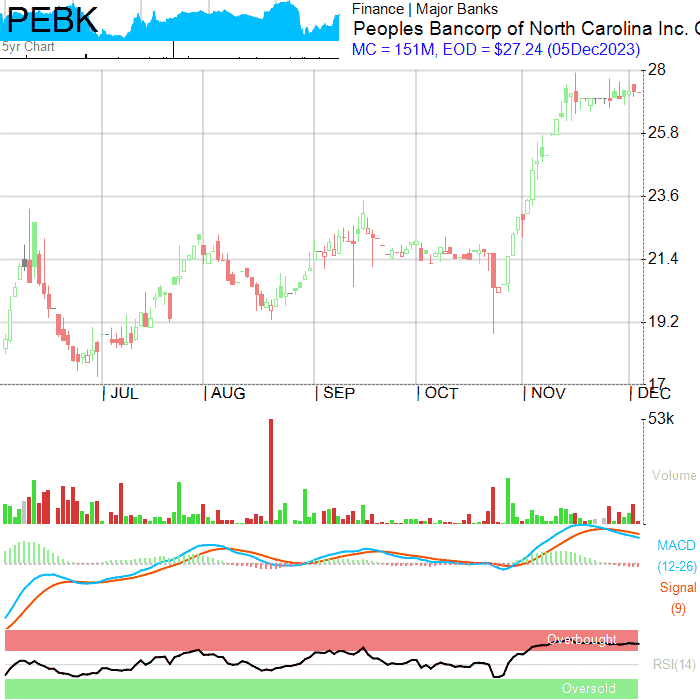 PEBK
Finance | Major Banks
Peoples Bancorp of North Carolina Inc.
MC = 151M, EOD = $27.24 (05Dec2023)
5yr Chart
28
25.8
23.6
21.4
19.2
17
| JUL | AUG | SEP | OCT | NOV | DEC
53k
Volume
MACD
(12-26)
Signal
(9)
Overbought
RSI(14)
Oversold